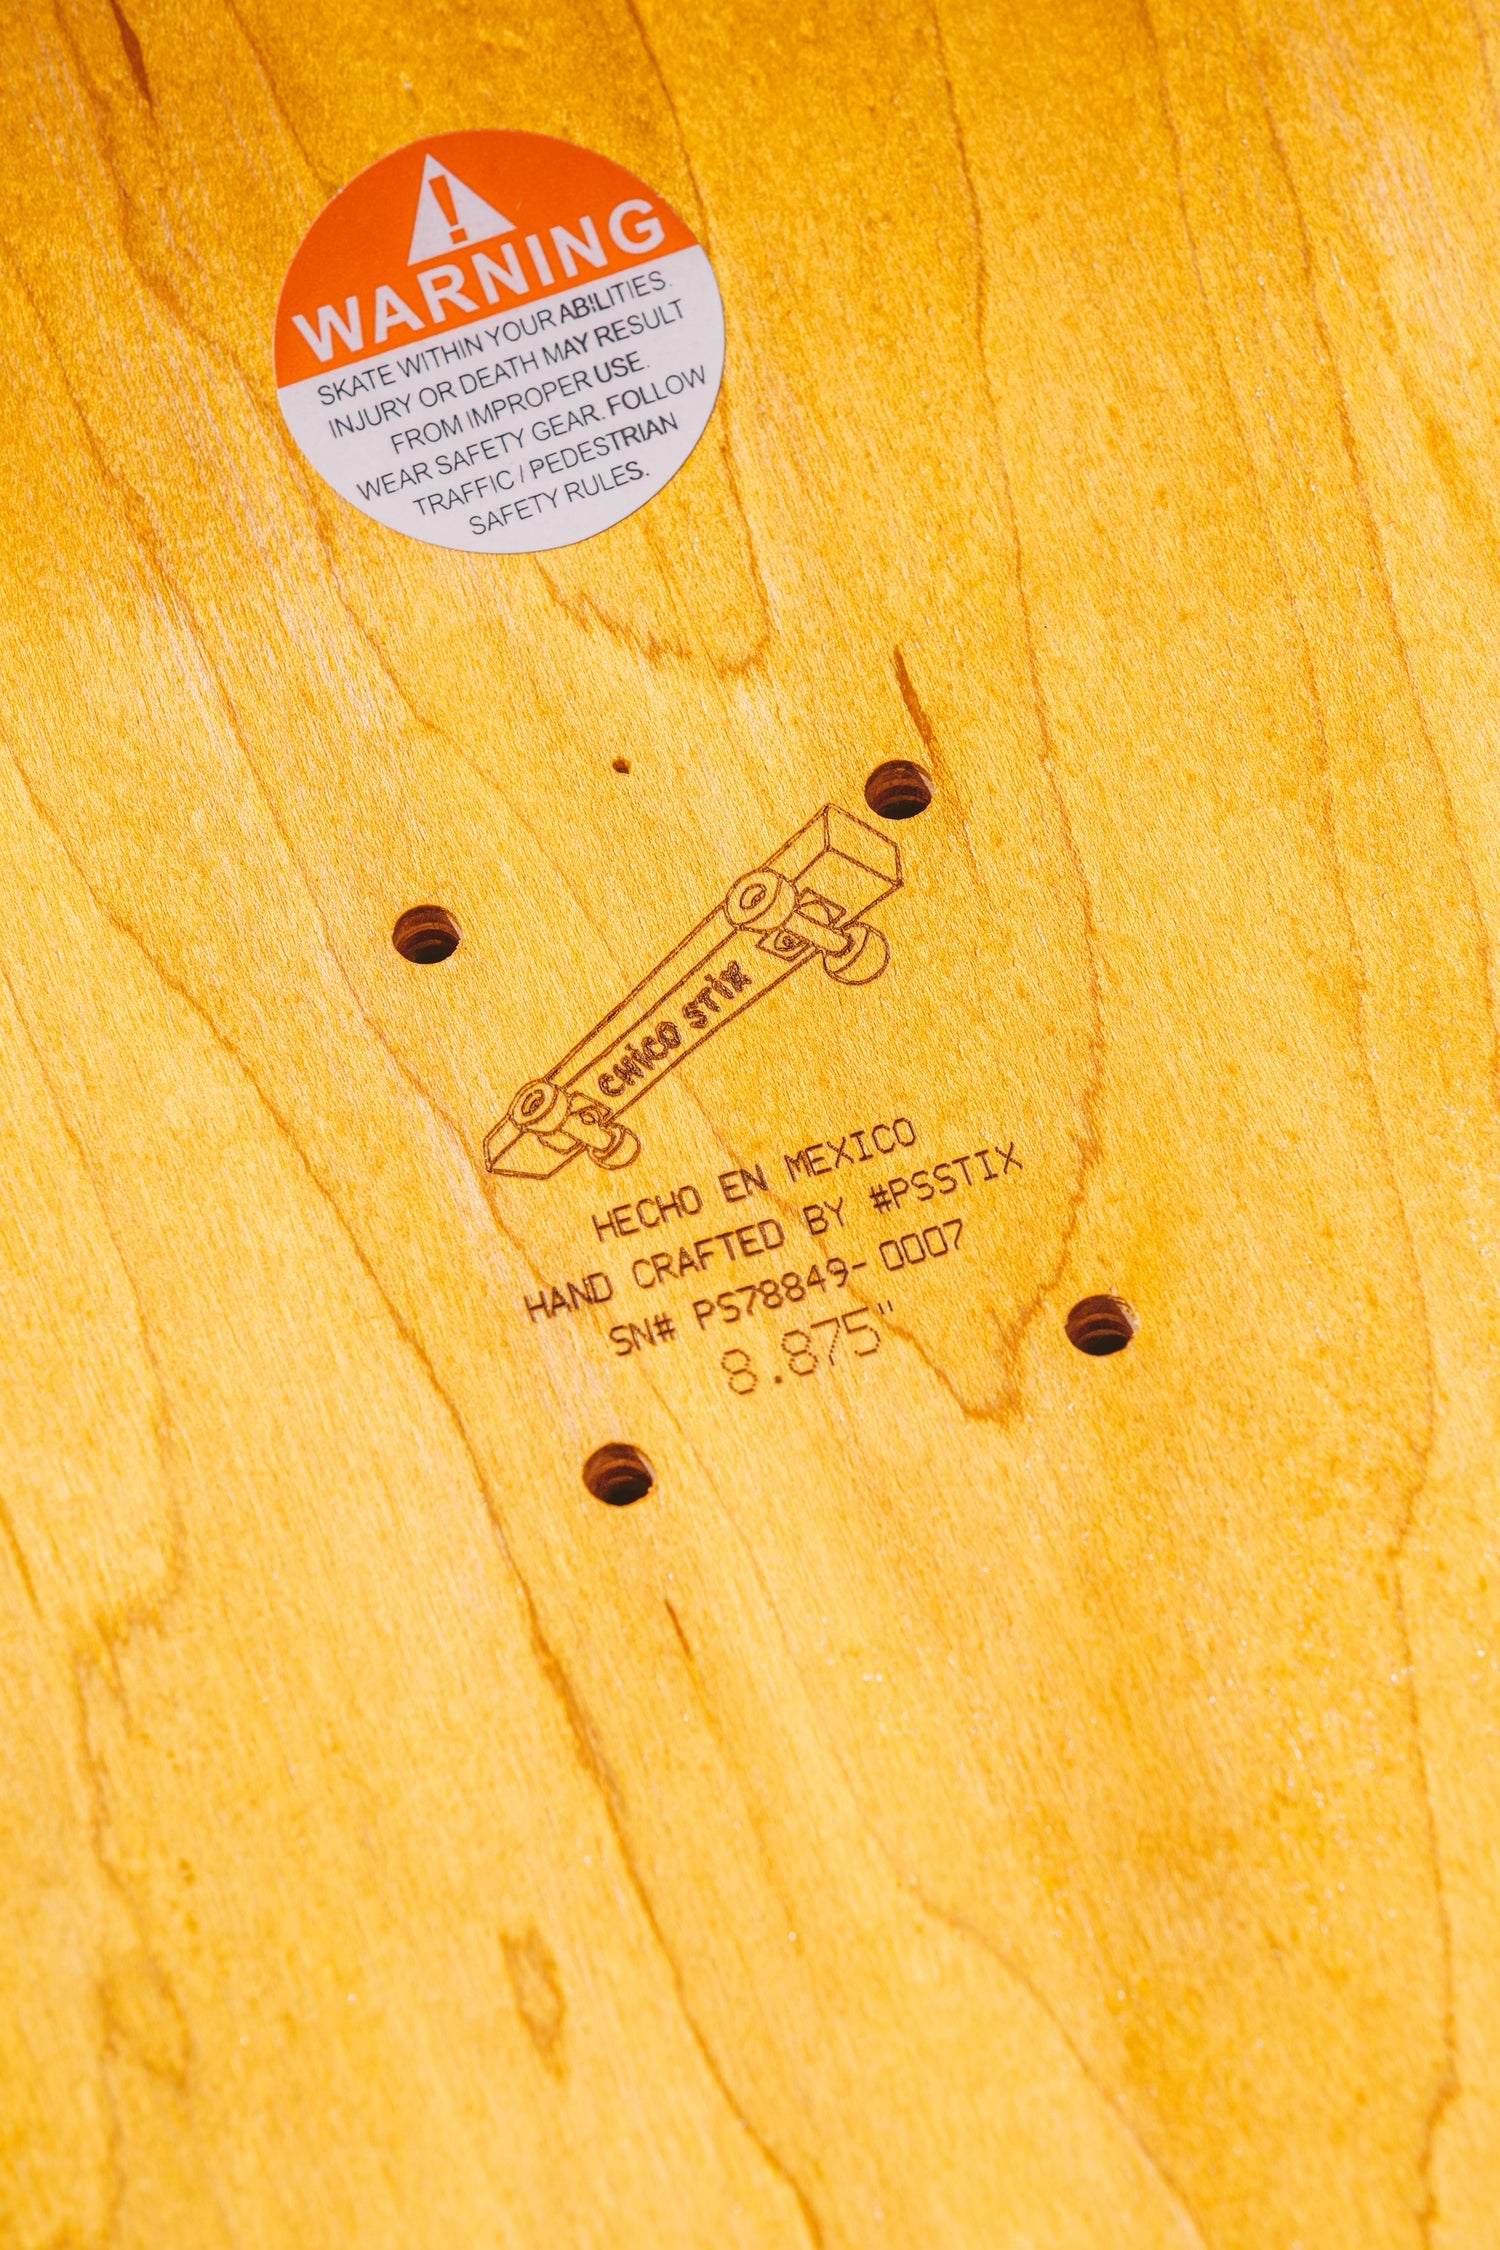 !
WARNING
SKATE WITHIN YOUR ABILITIES.
INJURY OR DEATH MAY RESULT
FROM IMPROPER USE.
WEAR SAFETY GEAR. FOLLOW
TRAFFIC / PEDESTRIAN
SAFETY RULES.
CHiCO STiX
HECHO EN MEXICO
HAND CRAFTED BY #PSSTIX
SN# PS78849-0007
8.875"